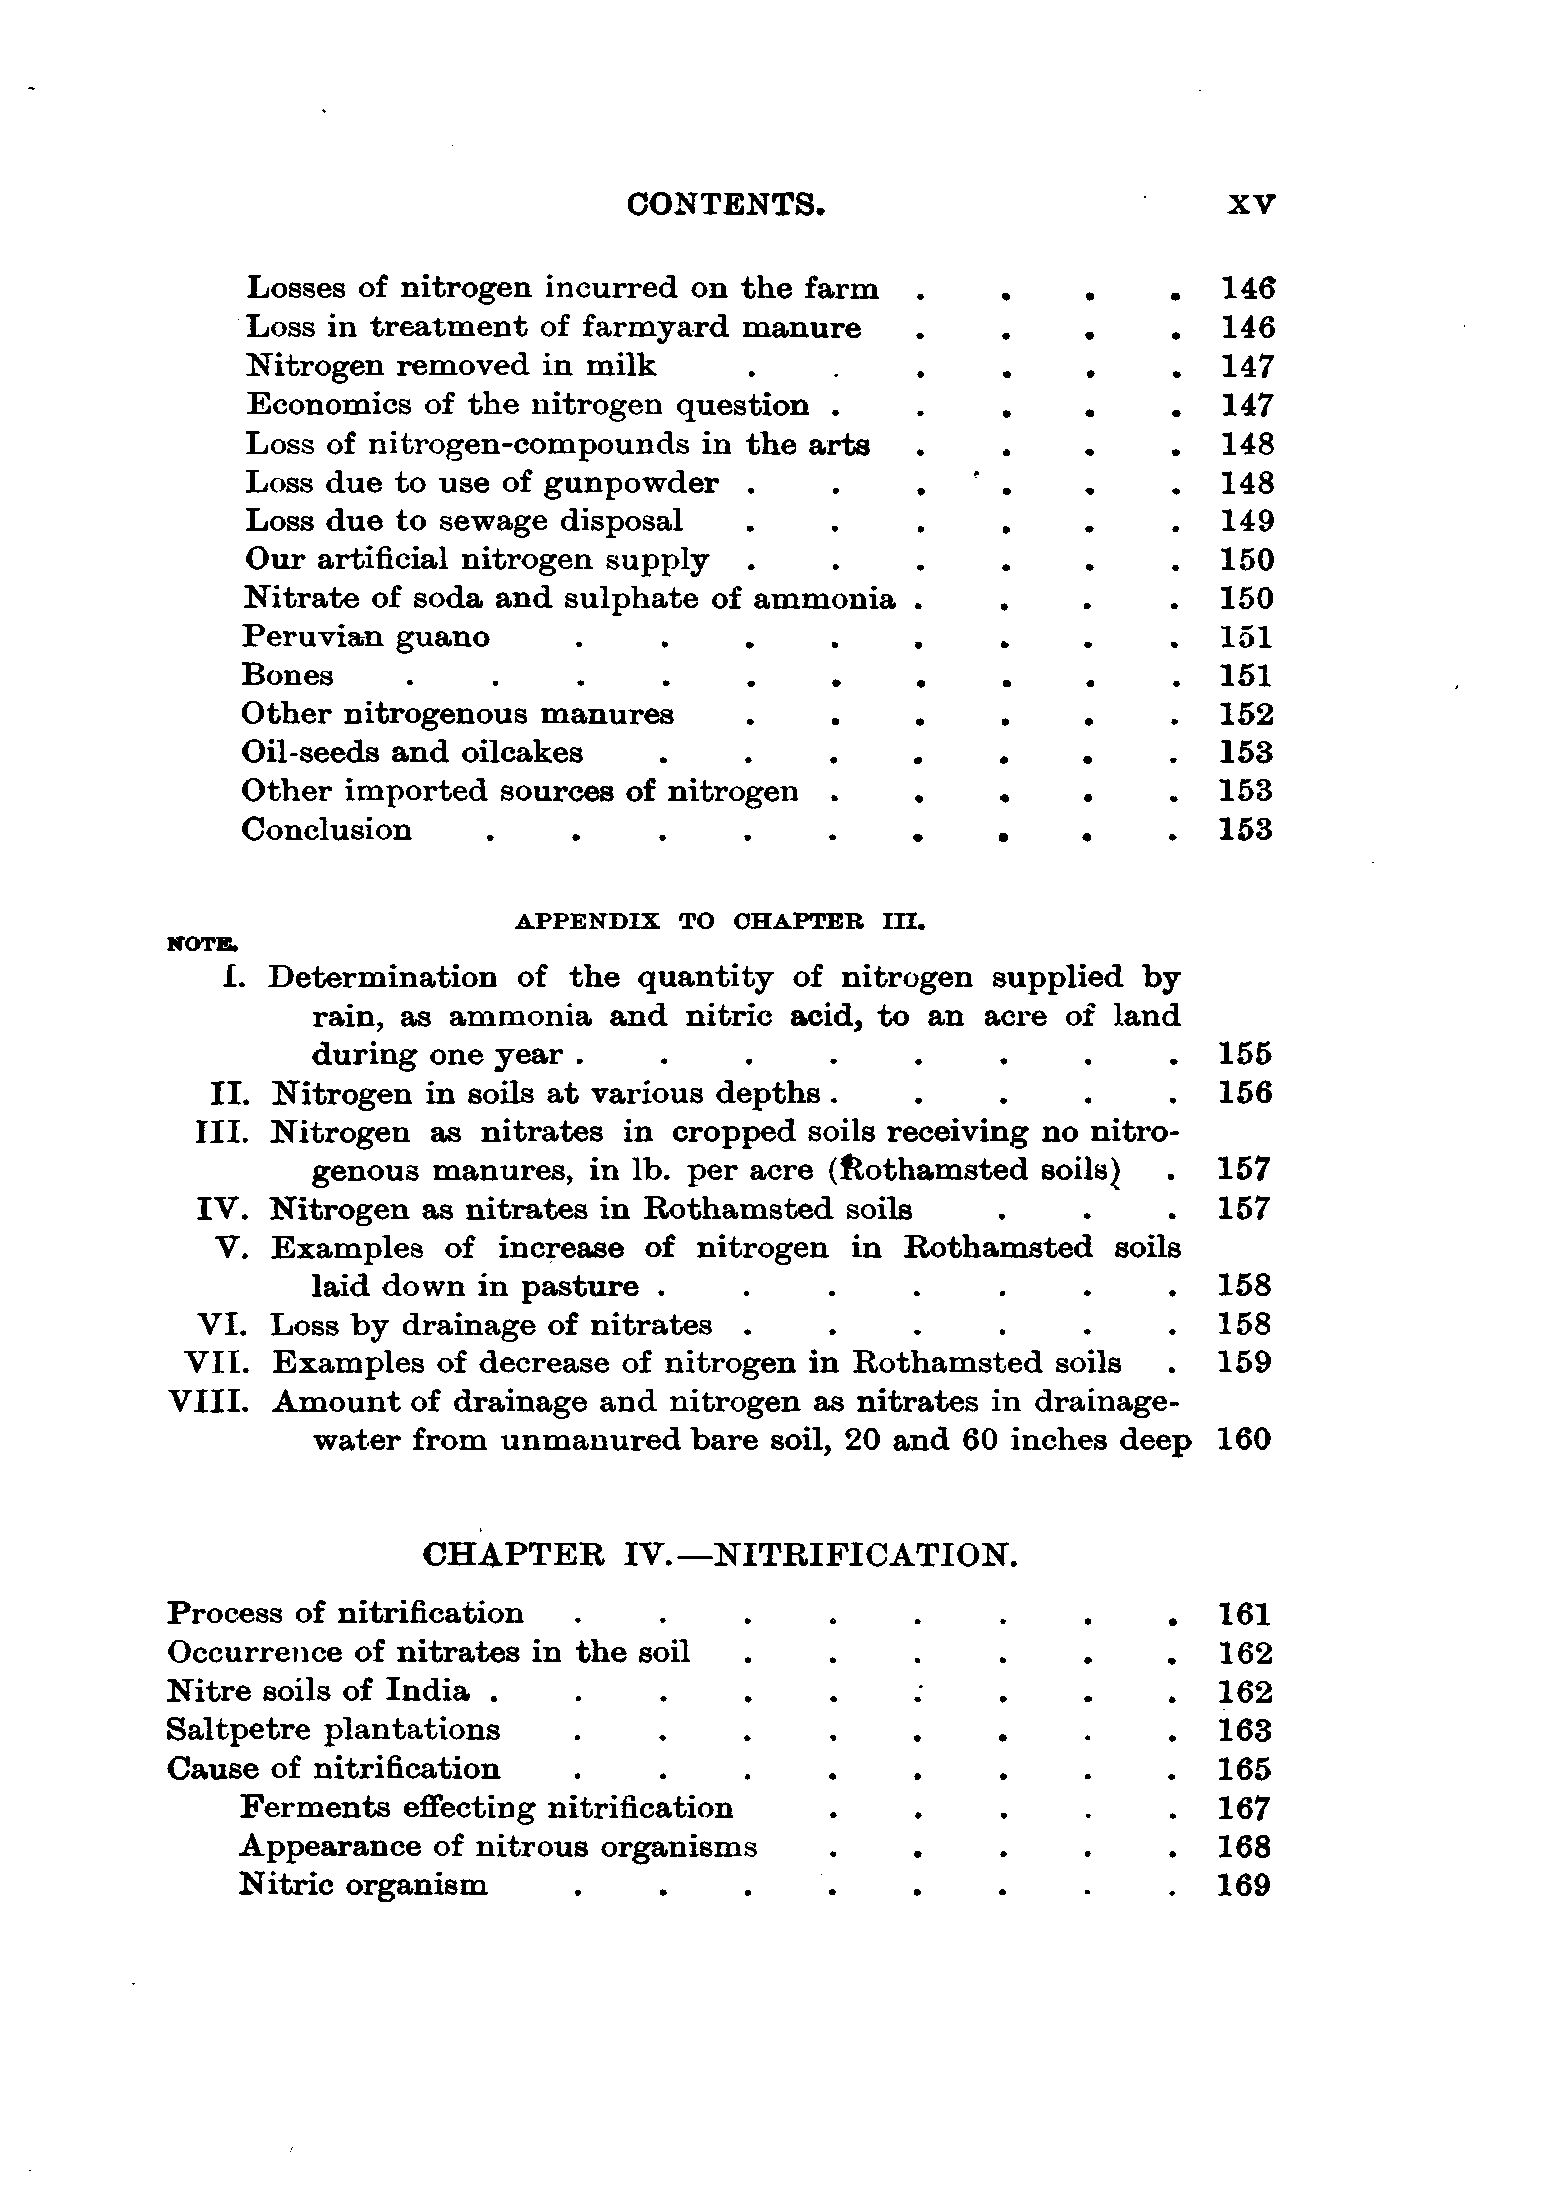 CONTENTS. XV
Losses of nitrogen incurred on the farm . . . . 146
Loss in treatment of farmyard manure . . . . 146
Nitrogen removed in milk . . . . . . 147
Economics of the nitrogen question . . . . . 147
Loss of nitrogen-compounds in the arts . . . . 148
Loss due to use of gunpowder . . . . . . 148
Loss due to sewage disposal . . . . . . 149
Our artificial nitrogen supply . . . . . . 150
Nitrate of soda and sulphate of ammonia . . . . 150
Peruvian guano . . . . . . . . 151
Bones . . . . . . . . . . 151
Other nitrogenous manures . . . . . . 152
Oil-seeds and oilcakes . . . . . . . 153
Other imported sources of nitrogen . . . . . 153
Conclusion . . . . . . . . . 153
APPENDIX TO CHAPTER III.
NOTE.
I. Determination of the quantity of nitrogen supplied by
rain, as ammonia and nitric acid, to an acre of land
during one year . . . . . . . . 155
II. Nitrogen in soils at various depths . . . . . 156
III. Nitrogen as nitrates in cropped soils receiving no nitro-
genous manures, in lb. per acre (Rothamsted soils) . 157
IV. Nitrogen as nitrates in Rothamsted soils . . . 157
V. Examples of increase of nitrogen in Rothamsted soils
laid down in pasture . . . . . . . 158
VI. Loss by drainage of nitrates . . . . . . 158
VII. Examples of decrease of nitrogen in Rothamsted soils . 159
VIII. Amount of drainage and nitrogen as nitrates in drainage-
water from unmanured bare soil, 20 and 60 inches deep 160
CHAPTER IV.—NITRIFICATION.
Process of nitrification . . . . . . . . 161
Occurrence of nitrates in the soil . . . . . . 162
Nitre soils of India . . . . . . . . . 162
Saltpetre plantations . . . . . . . . 163
Cause of nitrification . . . . . . . . 165
Ferments effecting nitrification . . . . . 167
Appearance of nitrous organisms . . . . . 168
Nitric organism . . . . . . . . 169